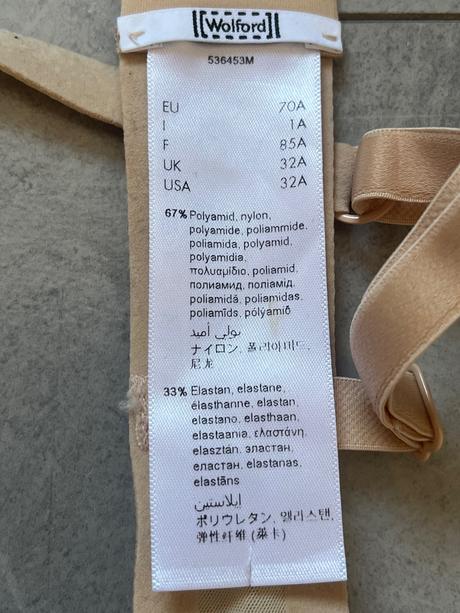 [[Wolford]]
536453M
EU 70A
I 1A
F 85A
UK 32A
USA 32A
67% Polyamid, nylon,
polyamide, poliammide,
poliamida, polyamid,
polyamidia,
πολυαμίδιο, poliamid,
полиамид, поліамід,
poliamidă, poliamidas,
poliamīds, pólýamíð
بولي أميد
ナイロン, 폴리아미드,
尼龙
33% Elastan, elastane,
élasthanne, elastan,
elastano, elasthaan,
elastaania, ελαστάνη,
elasztán, эластан,
еластан, elastanas,
elastāns
إيلاستين
ポリウレタン, 엘라스탄,
弹性纤维 (萊卡)